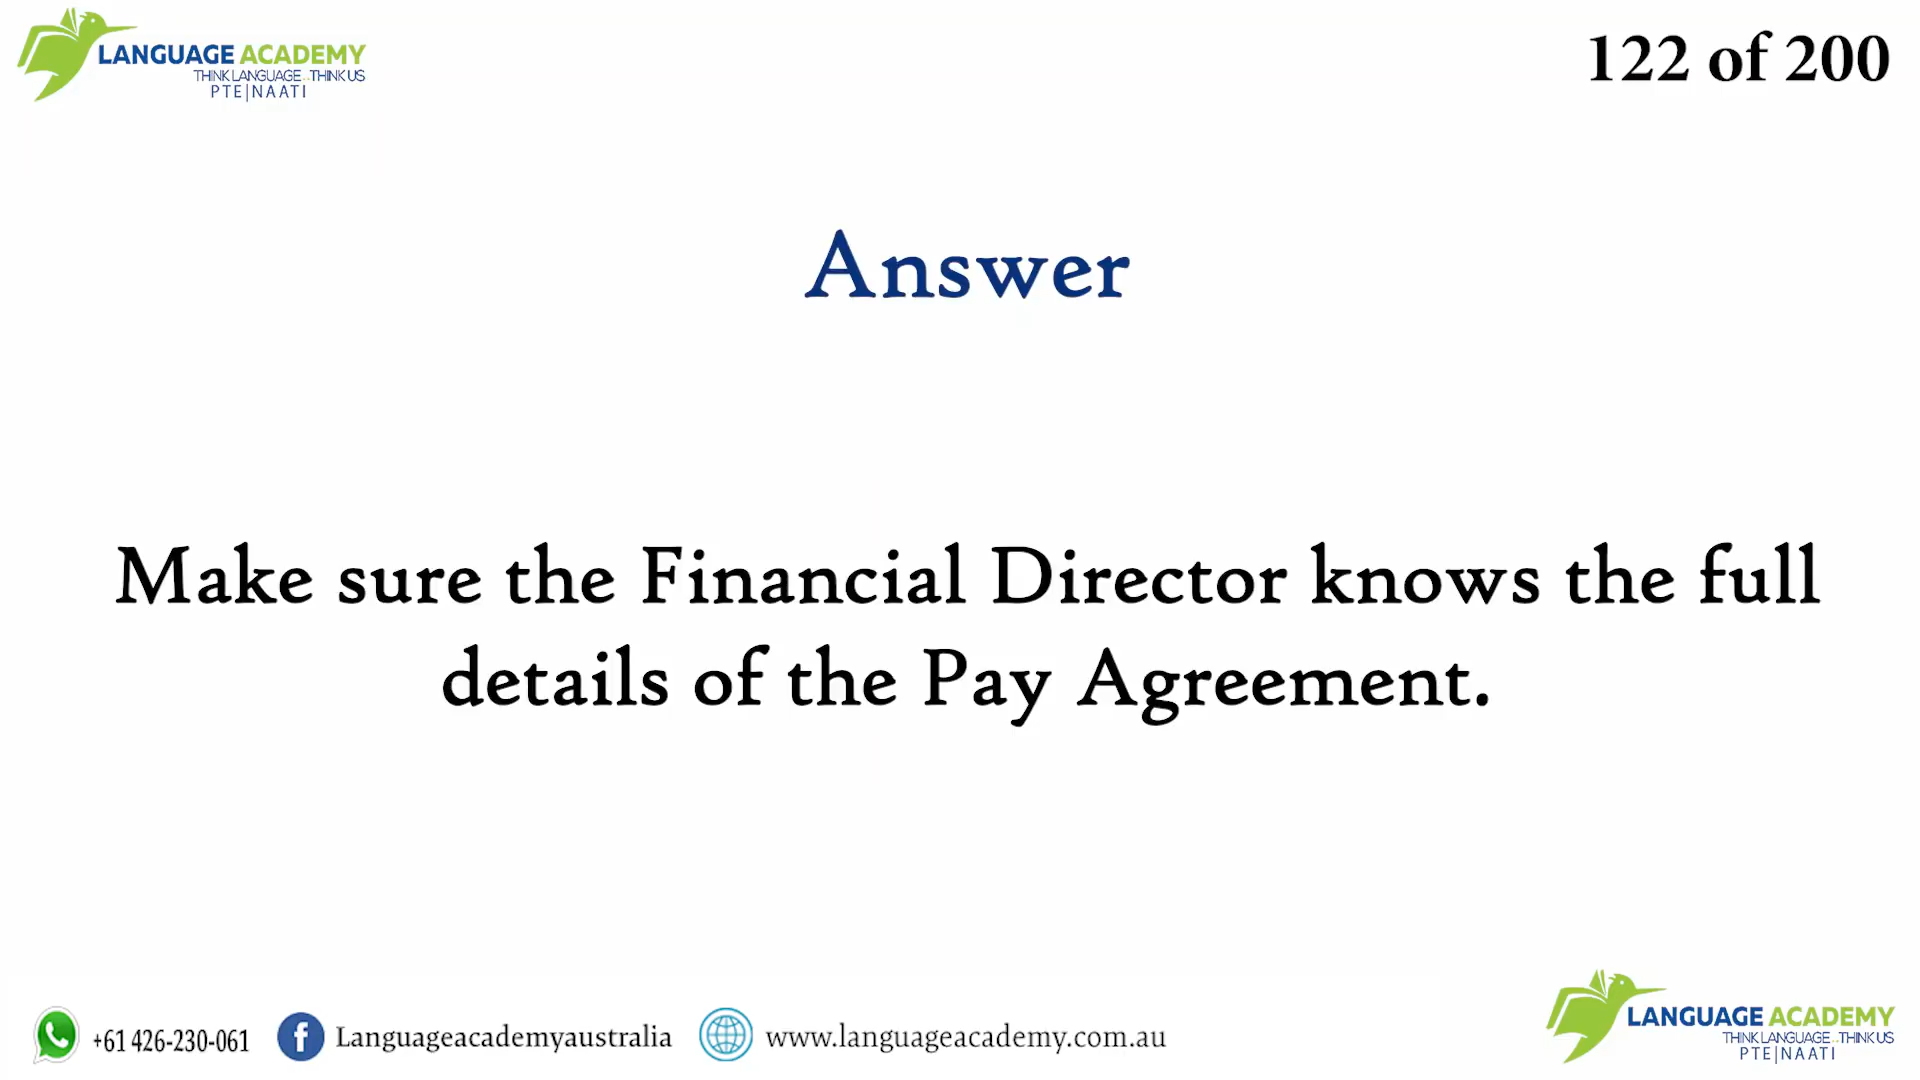 LANGUAGE ACADEMY
THINK LANGUAGE..THINK US
PTE|NAATI
122 of 200
Answer
Make sure the Financial Director knows the full
details of the Pay Agreement.
+61 426-230-061
Languageacademyaustralia
www.languageacademy.com.au
LANGUAGE ACADEMY
THINK LANGUAGE..THINK US
PTE|NAATI